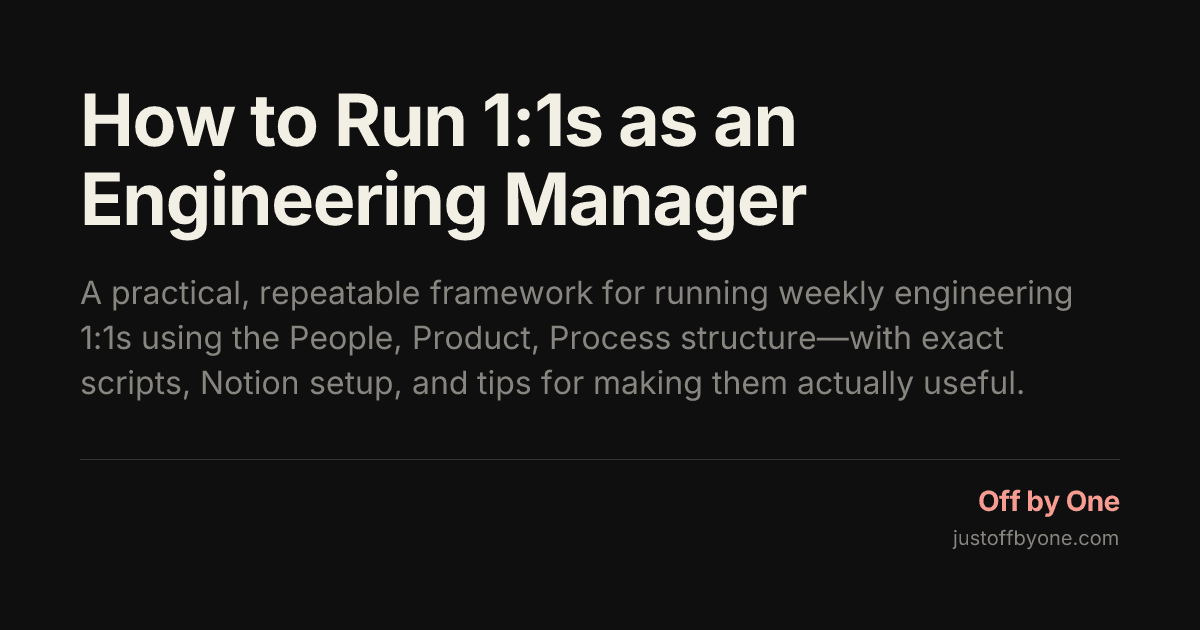 How to Run 1:1s as an
Engineering Manager
A practical, repeatable framework for running weekly engineering
1:1s using the People, Product, Process structure—with exact
scripts, Notion setup, and tips for making them actually useful.
Off by One
justoffbyone.com